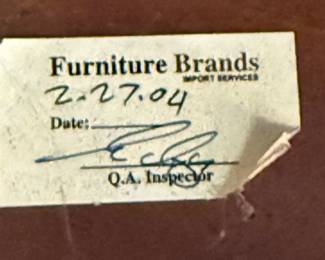 Furniture Brands
IMPORT SERVICES
2-27.04
Date:
Q.A. Inspector